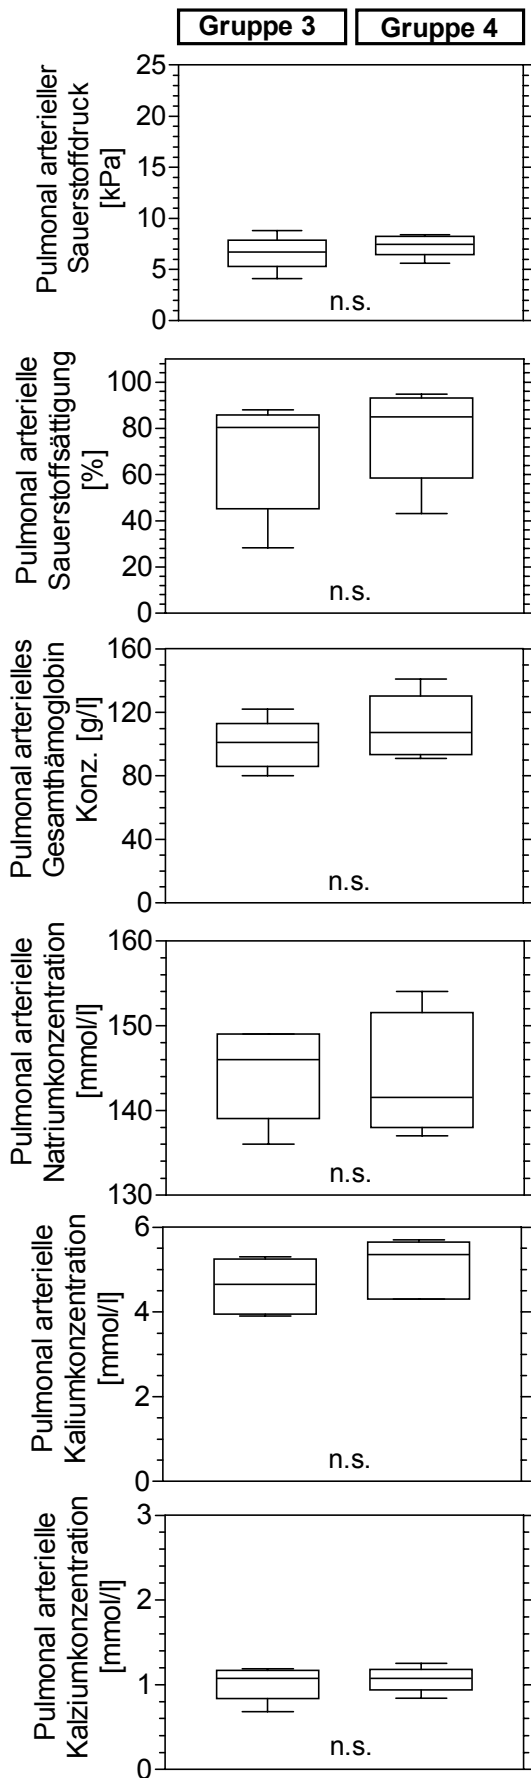 Gruppe 3
Gruppe 4
Pulmonal arterieller
Sauerstoffdruck
[kPa]
25
20
15
10
5
0
n.s.
Pulmonal arterielle
Sauerstoffsättigung
[%]
100
80
60
40
20
0
n.s.
Pulmonal arterielles
Gesamthämoglobin
Konz. [g/l]
160
120
80
40
0
n.s.
Pulmonal arterielle
Natriumkonzentration
[mmol/l]
160
150
140
130
n.s.
Pulmonal arterielle
Kaliumkonzentration
[mmol/l]
6
4
2
0
n.s.
Pulmonal arterielle
Kalziumkonzentration
[mmol/l]
3
2
1
0
n.s.